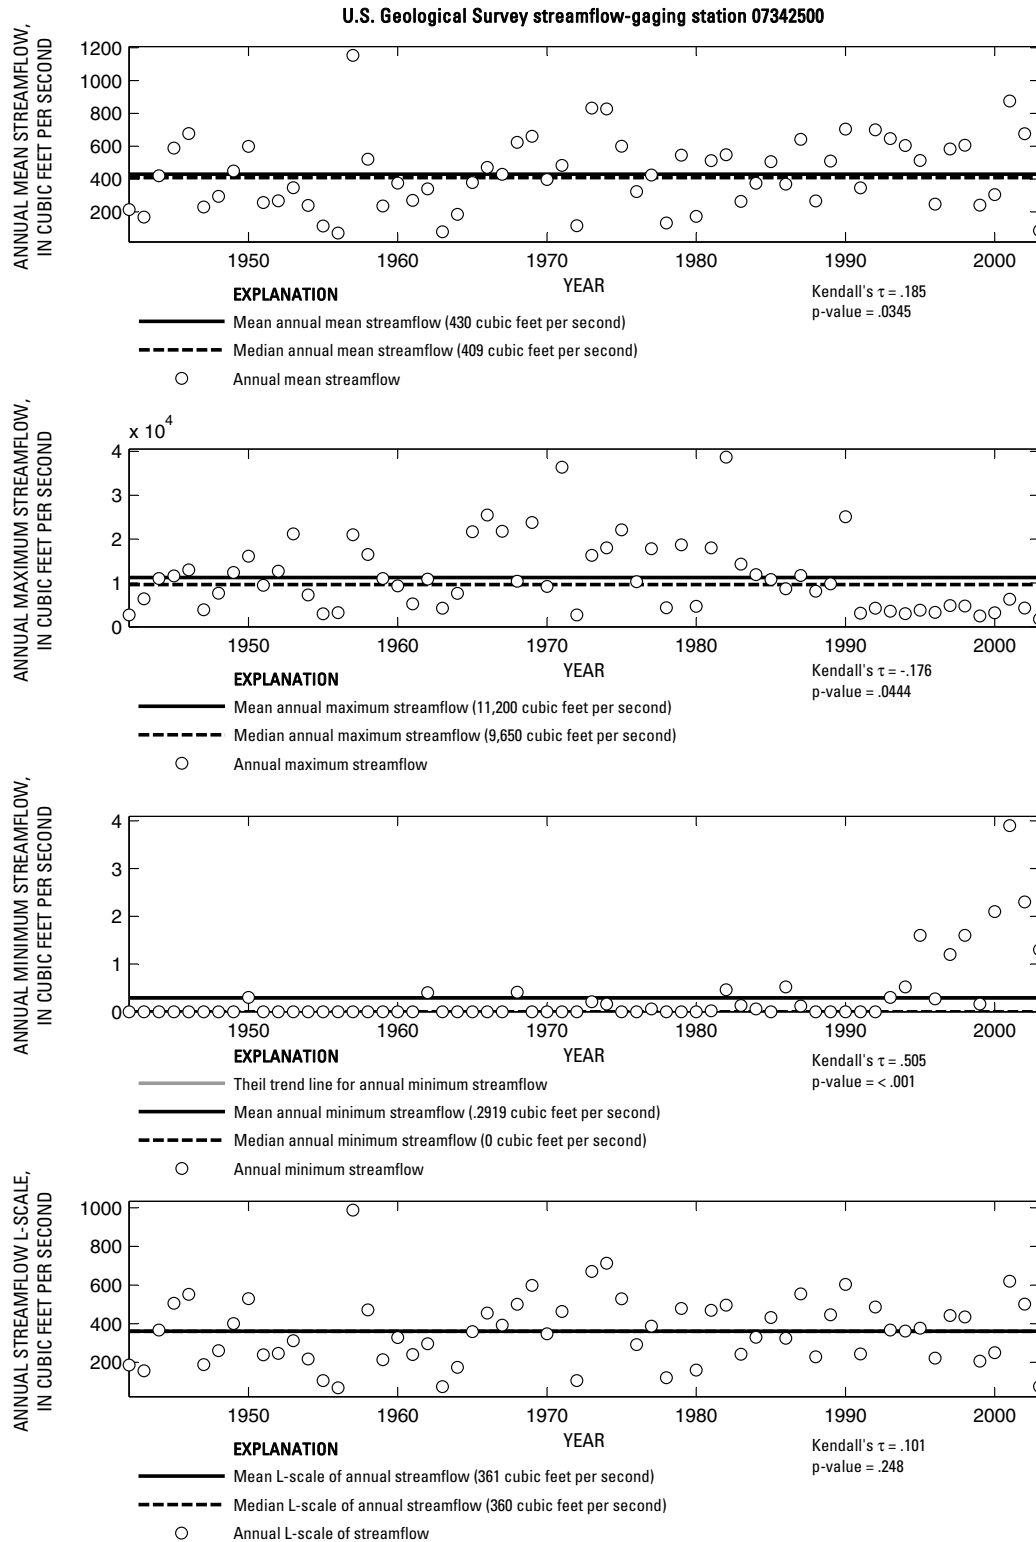 U.S. Geological Survey streamflow-gaging station 07342500
ANNUAL MEAN STREAMFLOW,
IN CUBIC FEET PER SECOND
1200
1000
800
600
400
200
1950 1960 1970 1980 1990 2000
YEAR
Kendall's τ = .185
p-value = .0345
EXPLANATION
Mean annual mean streamflow (430 cubic feet per second)
Median annual mean streamflow (409 cubic feet per second)
Annual mean streamflow
ANNUAL MAXIMUM STREAMFLOW,
IN CUBIC FEET PER SECOND
x 10⁴
4
3
2
1
0
1950 1960 1970 1980 1990 2000
YEAR
Kendall's τ = -.176
p-value = .0444
EXPLANATION
Mean annual maximum streamflow (11,200 cubic feet per second)
Median annual maximum streamflow (9,650 cubic feet per second)
Annual maximum streamflow
ANNUAL MINIMUM STREAMFLOW,
IN CUBIC FEET PER SECOND
4
3
2
1
0
1950 1960 1970 1980 1990 2000
YEAR
Kendall's τ = .505
p-value = < .001
EXPLANATION
Theil trend line for annual minimum streamflow
Mean annual minimum streamflow (.2919 cubic feet per second)
Median annual minimum streamflow (0 cubic feet per second)
Annual minimum streamflow
ANNUAL STREAMFLOW L-SCALE,
IN CUBIC FEET PER SECOND
1000
800
600
400
200
1950 1960 1970 1980 1990 2000
YEAR
Kendall's τ = .101
p-value = .248
EXPLANATION
Mean L-scale of annual streamflow (361 cubic feet per second)
Median L-scale of annual streamflow (360 cubic feet per second)
Annual L-scale of streamflow